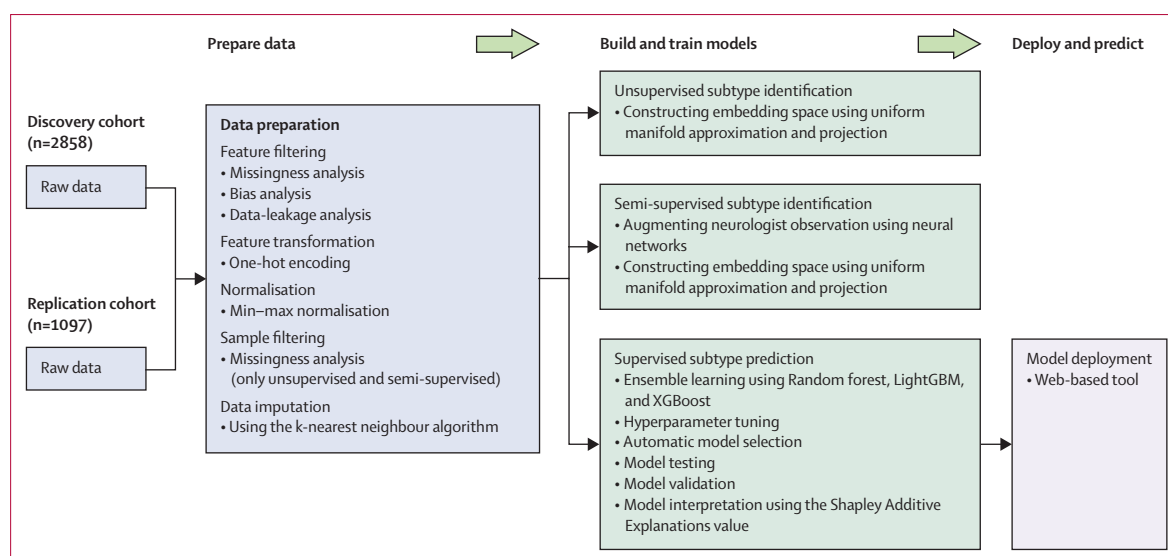 Prepare data
Build and train models
Deploy and predict
Discovery cohort
(n=2858)
Raw data
Replication cohort
(n=1097)
Raw data
Data preparation
Feature filtering
• Missingness analysis
• Bias analysis
• Data-leakage analysis
Feature transformation
• One-hot encoding
Normalisation
• Min–max normalisation
Sample filtering
• Missingness analysis
(only unsupervised and semi-supervised)
Data imputation
• Using the k-nearest neighbour algorithm
Unsupervised subtype identification
• Constructing embedding space using uniform
manifold approximation and projection
Semi-supervised subtype identification
• Augmenting neurologist observation using neural
networks
• Constructing embedding space using uniform
manifold approximation and projection
Supervised subtype prediction
• Ensemble learning using Random forest, LightGBM,
and XGBoost
• Hyperparameter tuning
• Automatic model selection
• Model testing
• Model validation
• Model interpretation using the Shapley Additive
Explanations value
Model deployment
• Web-based tool